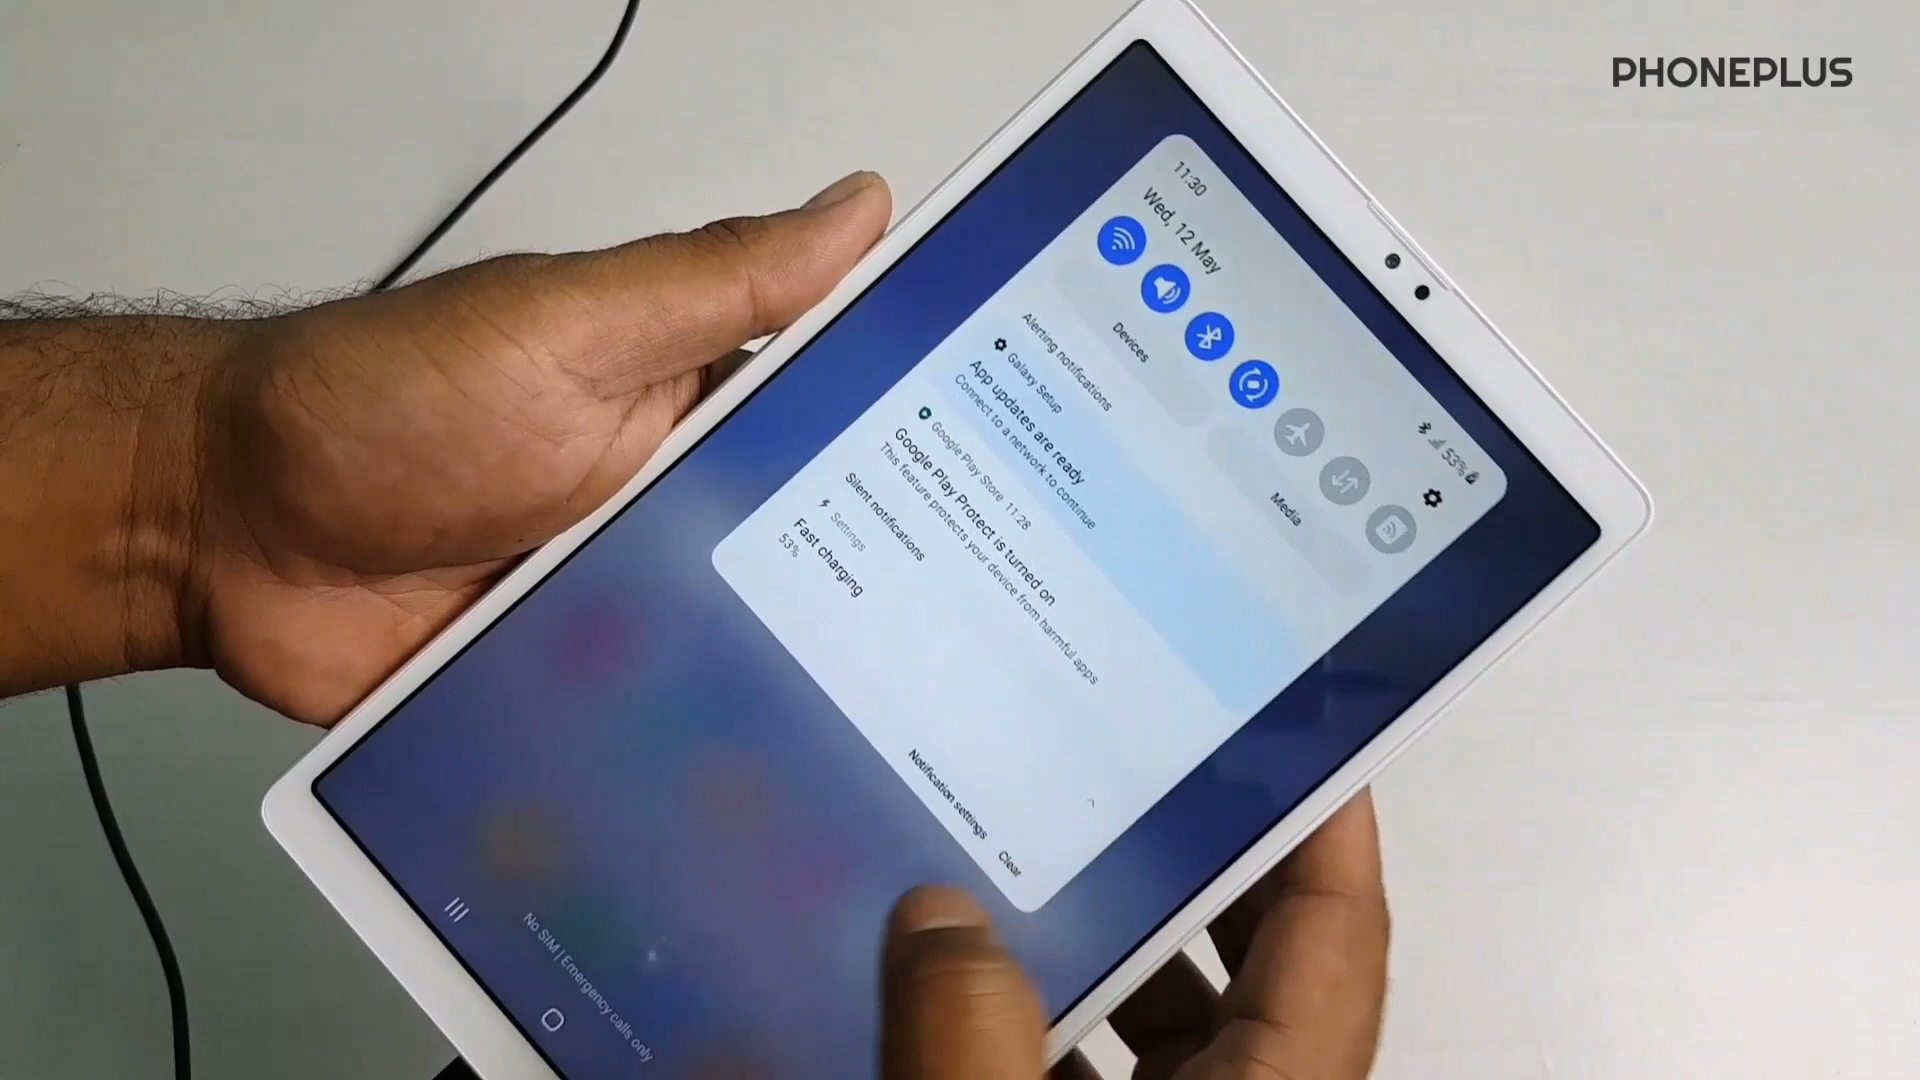 PHONEPLUS
11:30
53%
Wed, 12 May
Devices
Media
Alerting notifications
Galaxy Setup
App updates are ready
Connect to a network to continue
Google Play Store 11:28
Google Play Protect is turned on
This feature protects your device from harmful apps
Silent notifications
Settings
Fast charging
53%
Notification settings
Clear
No SIM | Emergency calls only